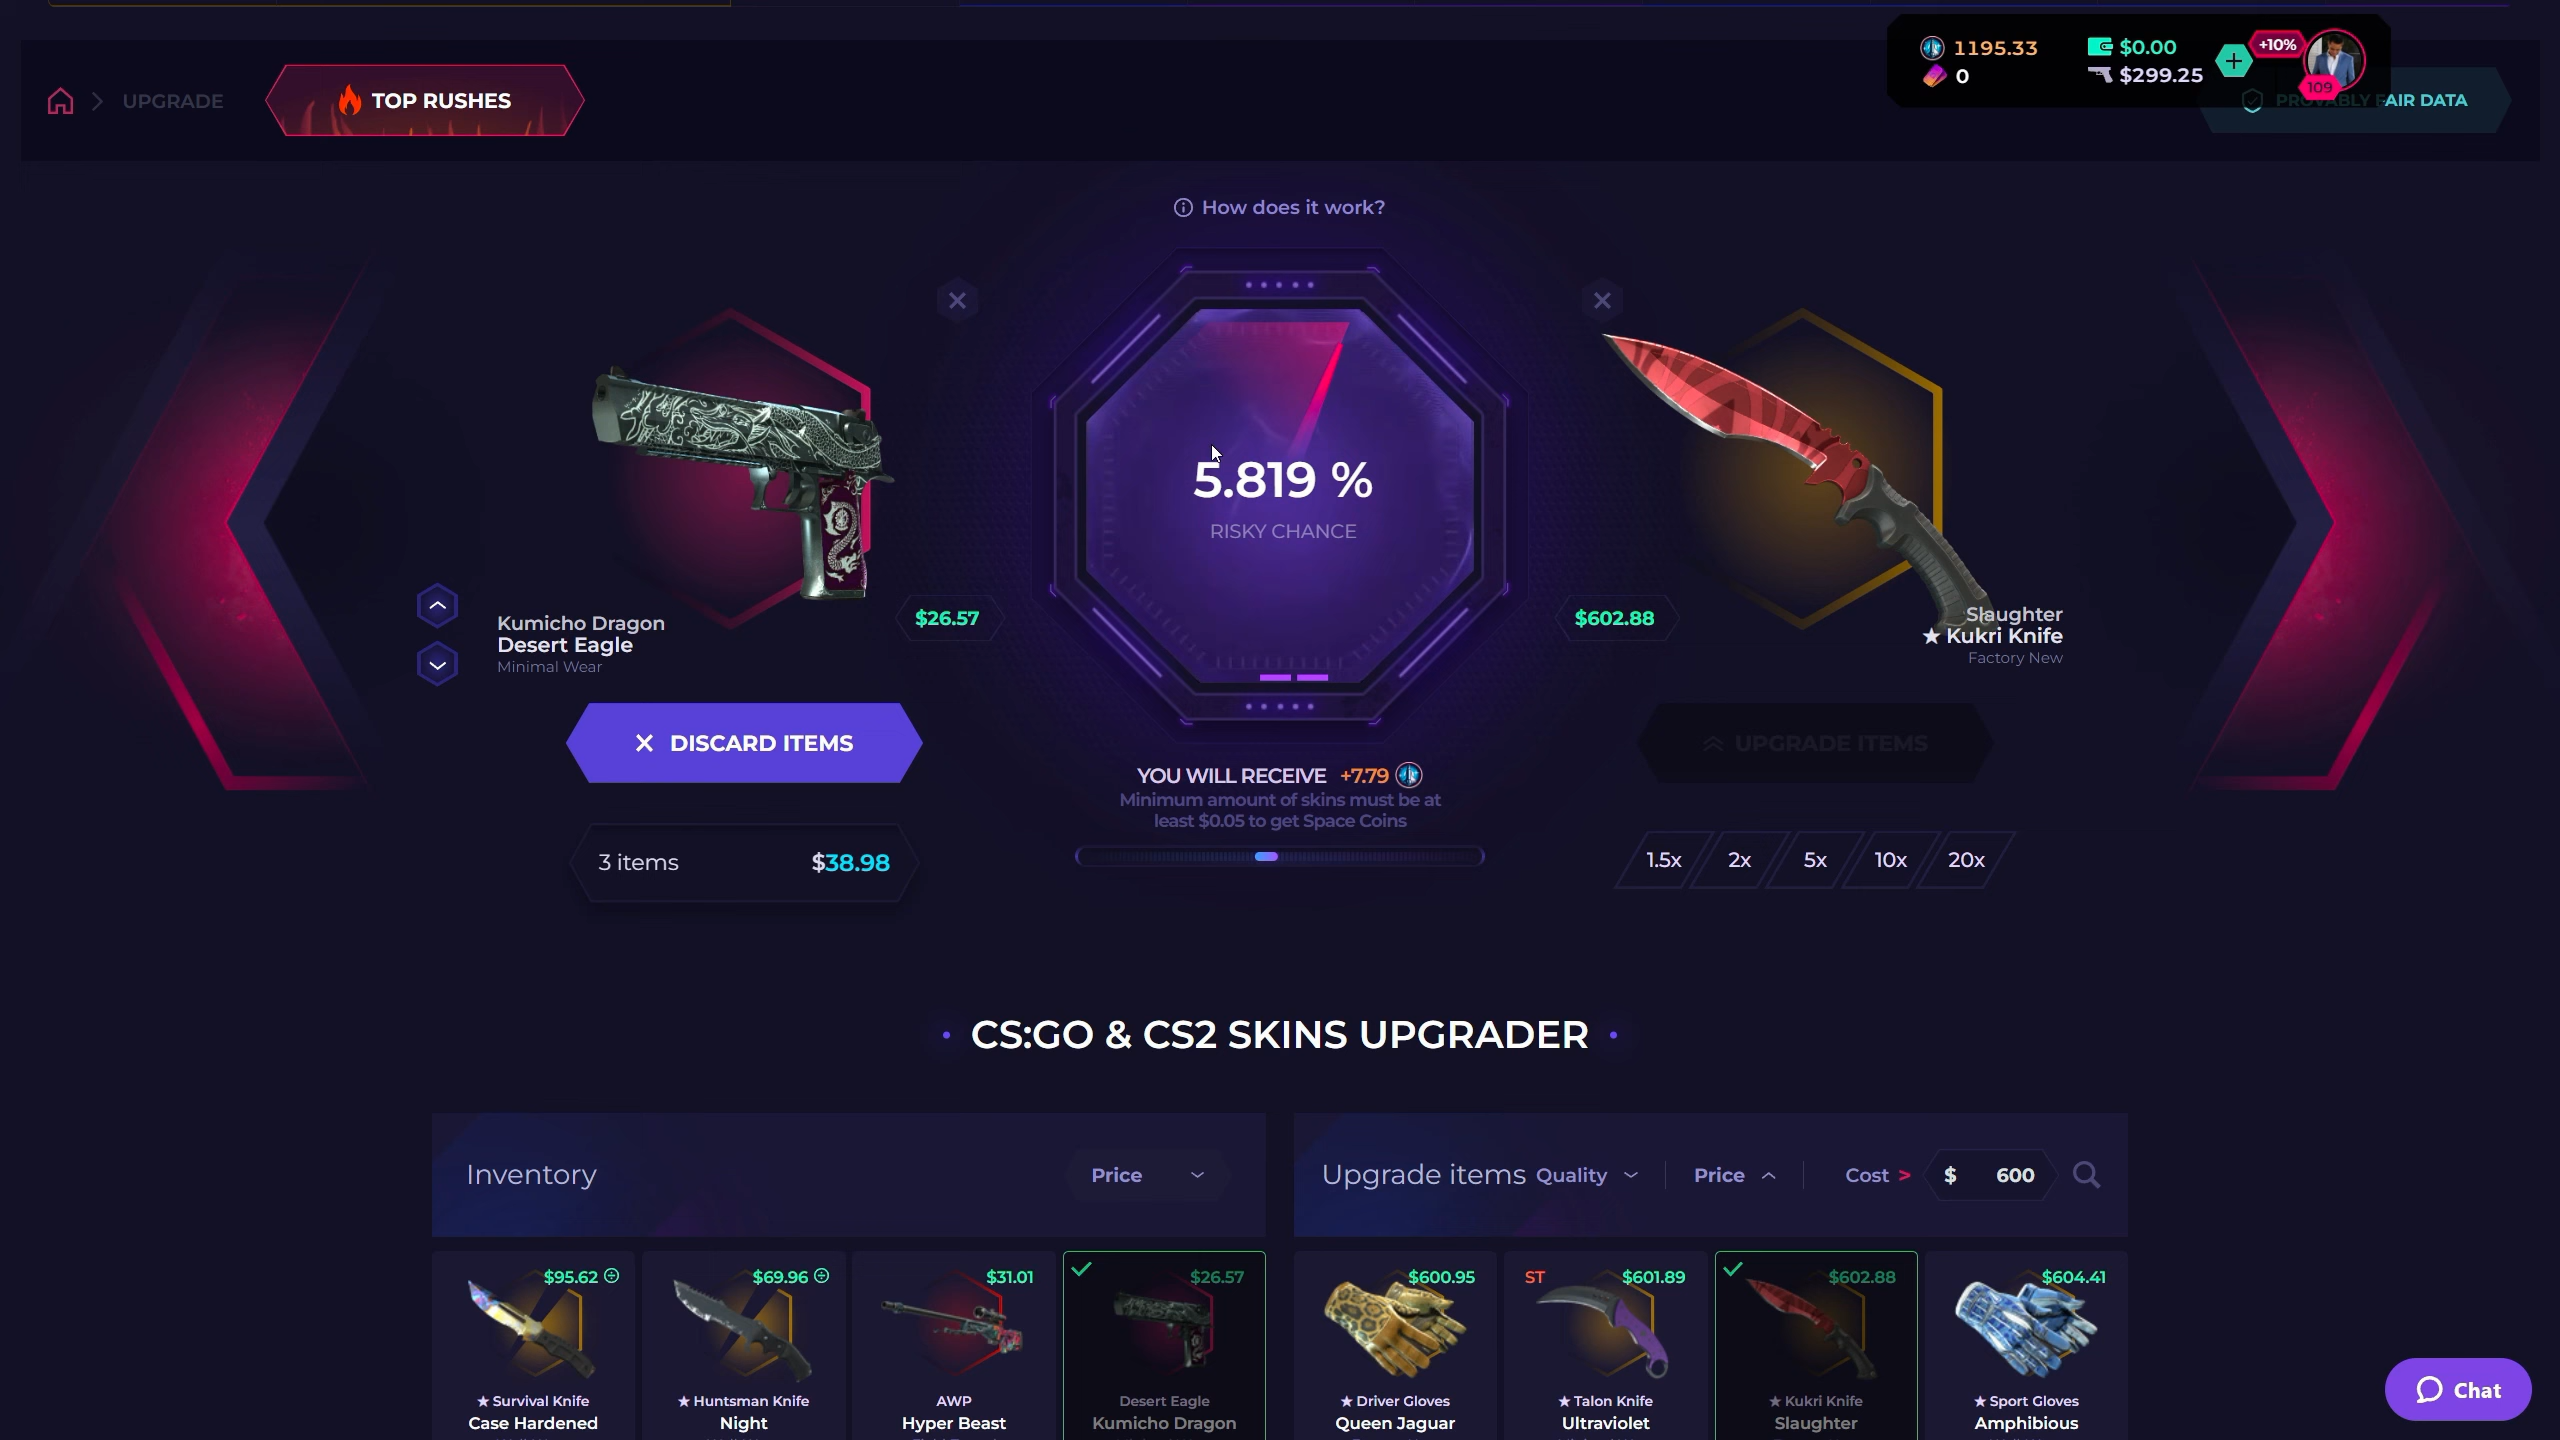 1195.33
$0.00
+10%
0
$299.25
109
UPGRADE
TOP RUSHES
PROVABLY FAIR DATA
How does it work?
5.819 %
RISKY CHANCE
Kumicho Dragon
Desert Eagle
Minimal Wear
$26.57
$602.88
Slaughter
★ Kukri Knife
Factory New
DISCARD ITEMS
UPGRADE ITEMS
YOU WILL RECEIVE +7.79
Minimum amount of skins must be at
least $0.05 to get Space Coins
3 items $38.98
1.5x 2x 5x 10x 20x
CS:GO & CS2 SKINS UPGRADER
Inventory
Price
Upgrade items
Quality
Price
Cost >
$ 600
$95.62
★ Survival Knife
Case Hardened
$69.96
★ Huntsman Knife
Night
$31.01
AWP
Hyper Beast
$26.57
Desert Eagle
Kumicho Dragon
$600.95
★ Driver Gloves
Queen Jaguar
ST
$601.89
★ Talon Knife
Ultraviolet
$602.88
★ Kukri Knife
Slaughter
$604.41
★ Sport Gloves
Amphibious
Chat